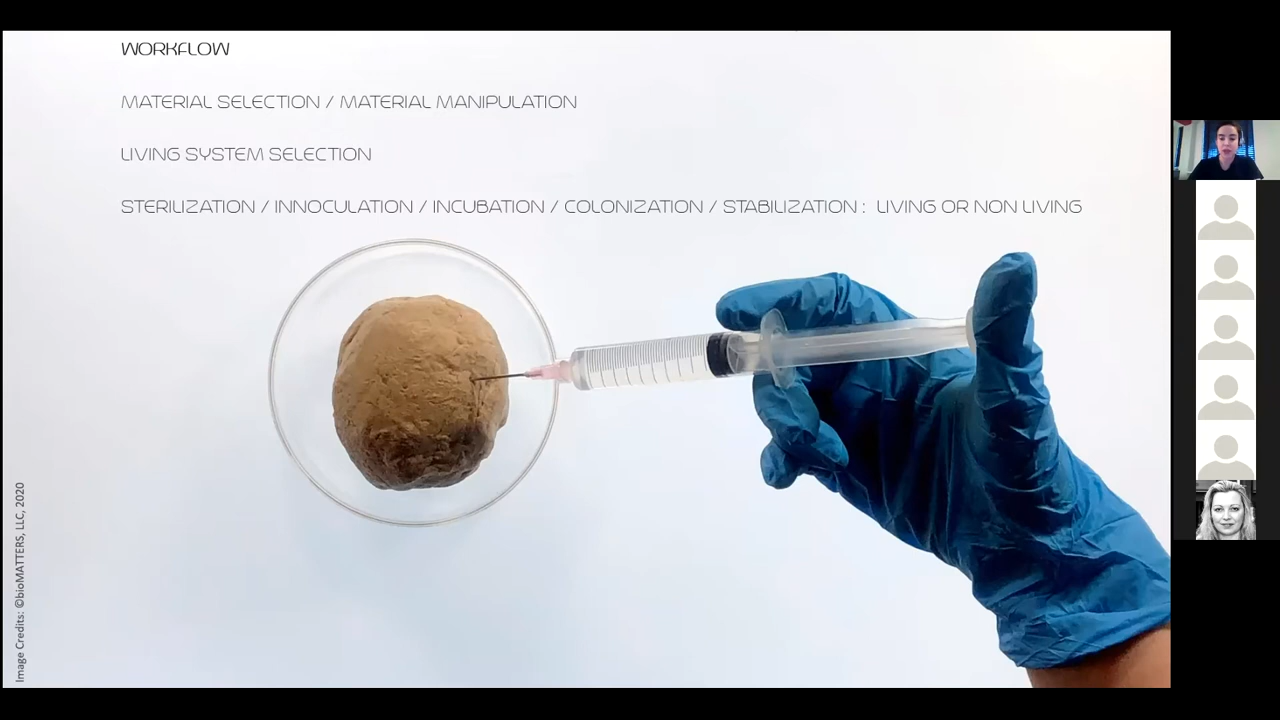 WORKFLOW
MATERIAL SELECTION / MATERIAL MANIPULATION
LIVING SYSTEM SELECTION
STERILIZATION / INNOCULATION / INCUBATION / COLONIZATION / STABILIZATION : LIVING OR NON LIVING
Image Credits: ©bioMATTERS, LLC, 2020